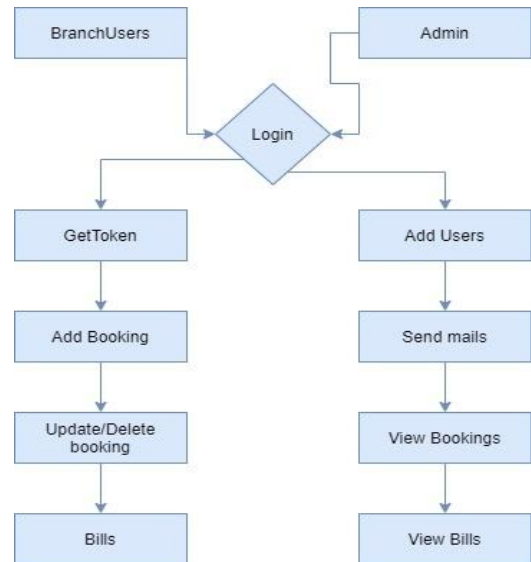 BranchUsers
Admin
Login
GetToken
Add Users
Add Booking
Send mails
Update/Delete
booking
View Bookings
Bills
View Bills